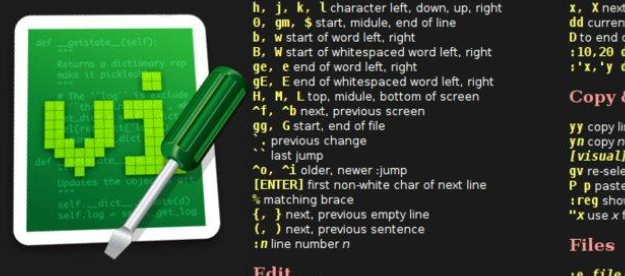 def __getstate__(self):
"""
Returns a dictionary rep
make it pickle
# The ``log`` is exclude
vi
"""
Updates the object
self.__dict__
self.log =
h, j, k, l character left, down, up, right
0, gm, $ start, midule, end of line
b, w start of word left, right
B, W start of whitespaced word left, right
ge, e end of word left, right
gE, E end of whitespaced word left, right
H, M, L top, midule, bottom of screen
^f, ^b next, previous screen
gg, G start, end of file
`. previous change
`` last jump
^o, ^i older, newer :jump
[ENTER] first non-white char of next line
% matching brace
{, } next, previous empty line
(, ) next, previous sentence
:n line number n
Edit
x, X next
dd curren
D to end o
:10,20 d
:'x,'y d
Copy &
yy copy li
yn copy n
[visual]
gv re-sele
P p paste
:reg show
"x use x f
Files
:e file